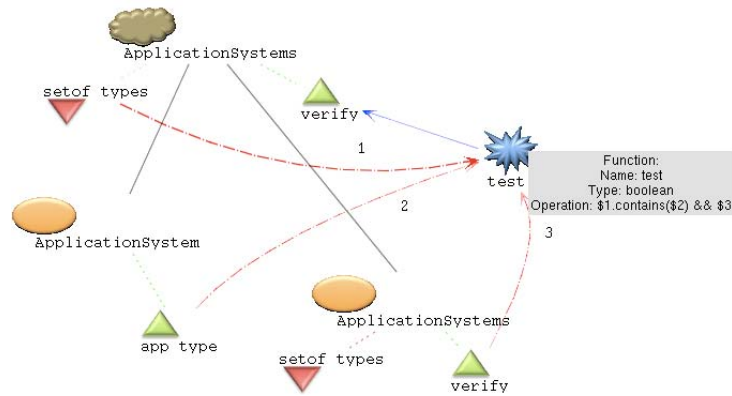 ApplicationSystems
setof types
verify
1
test
Function:
Name: test
Type: boolean
Operation: $1.contains($2) && $3
2
3
ApplicationSystem
ApplicationSystems
app type
setof types
verify